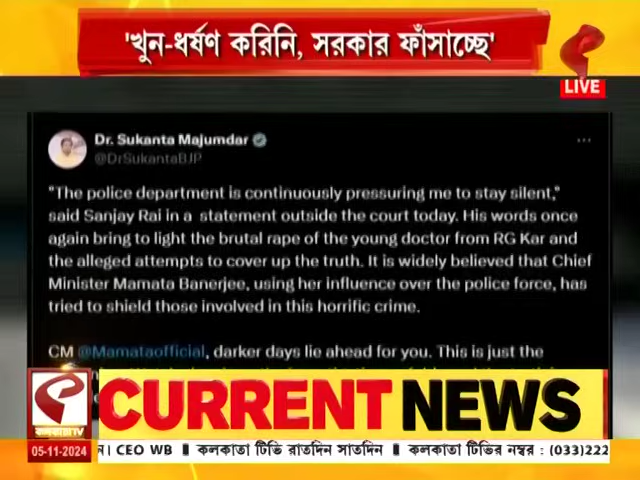 'খুন-ধর্ষণ করিনি, সরকার ফাঁসাচ্ছে'
LIVE
Dr. Sukanta Majumdar
@DrSukantaBJP
"The police department is continuously pressuring me to stay silent,"
said Sanjay Rai in a statement outside the court today. His words once
again bring to light the brutal rape of the young doctor from RG Kar and
the alleged attempts to cover up the truth. It is widely believed that Chief
Minister Mamata Banerjee, using her influence over the police force, has
tried to shield those involved in this horrific crime.
CM @Mamataofficial, darker days lie ahead for you. This is just the
CURRENT NEWS
কলকাতাTV
05-11-2024
ন। CEO WB ॥ কলকাতা টিভি রাতদিন সাতদিন ॥ কলকাতা টিভির নম্বর : (033)222